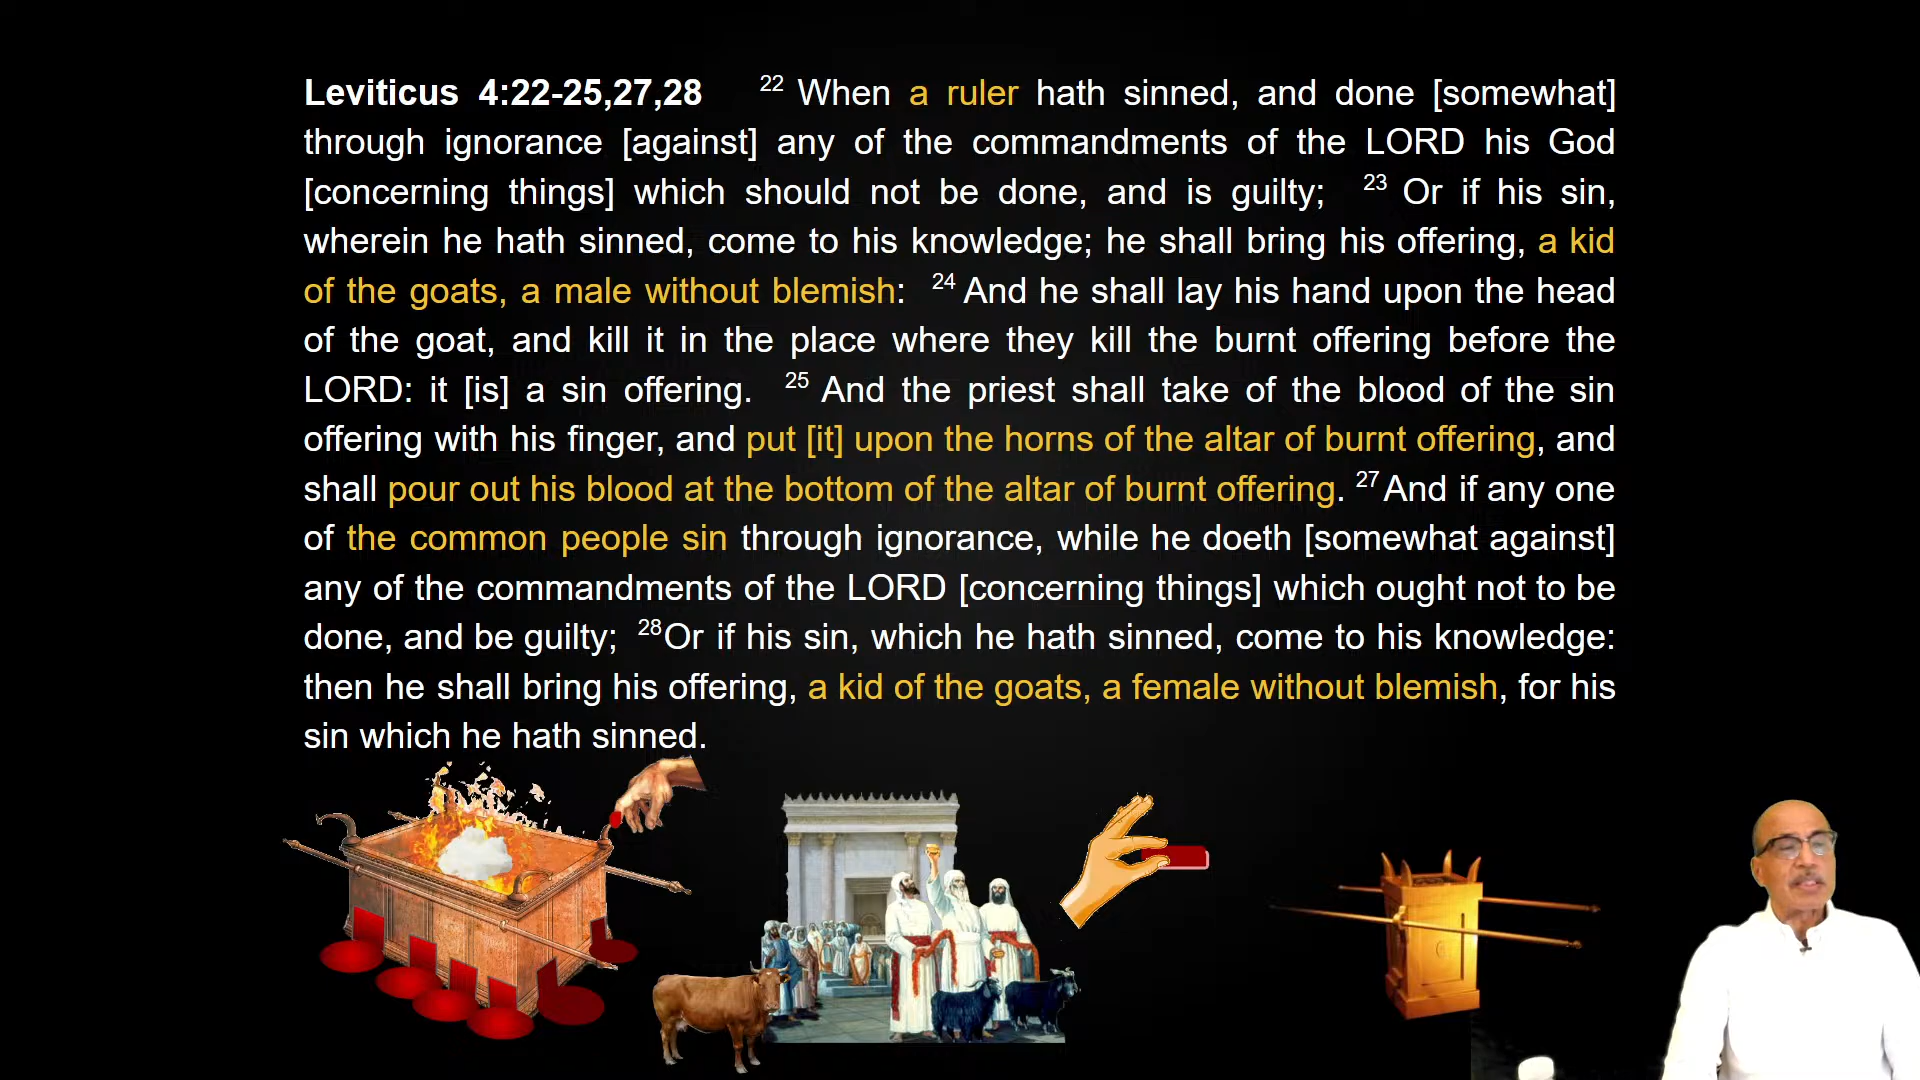 Leviticus 4:22-25,27,28 22 When a ruler hath sinned, and done [somewhat]
through ignorance [against] any of the commandments of the LORD his God
[concerning things] which should not be done, and is guilty; 23 Or if his sin,
wherein he hath sinned, come to his knowledge; he shall bring his offering, a kid
of the goats, a male without blemish: 24 And he shall lay his hand upon the head
of the goat, and kill it in the place where they kill the burnt offering before the
LORD: it [is] a sin offering. 25 And the priest shall take of the blood of the sin
offering with his finger, and put [it] upon the horns of the altar of burnt offering, and
shall pour out his blood at the bottom of the altar of burnt offering. 27 And if any one
of the common people sin through ignorance, while he doeth [somewhat against]
any of the commandments of the LORD [concerning things] which ought not to be
done, and be guilty; 28 Or if his sin, which he hath sinned, come to his knowledge:
then he shall bring his offering, a kid of the goats, a female without blemish, for his
sin which he hath sinned.